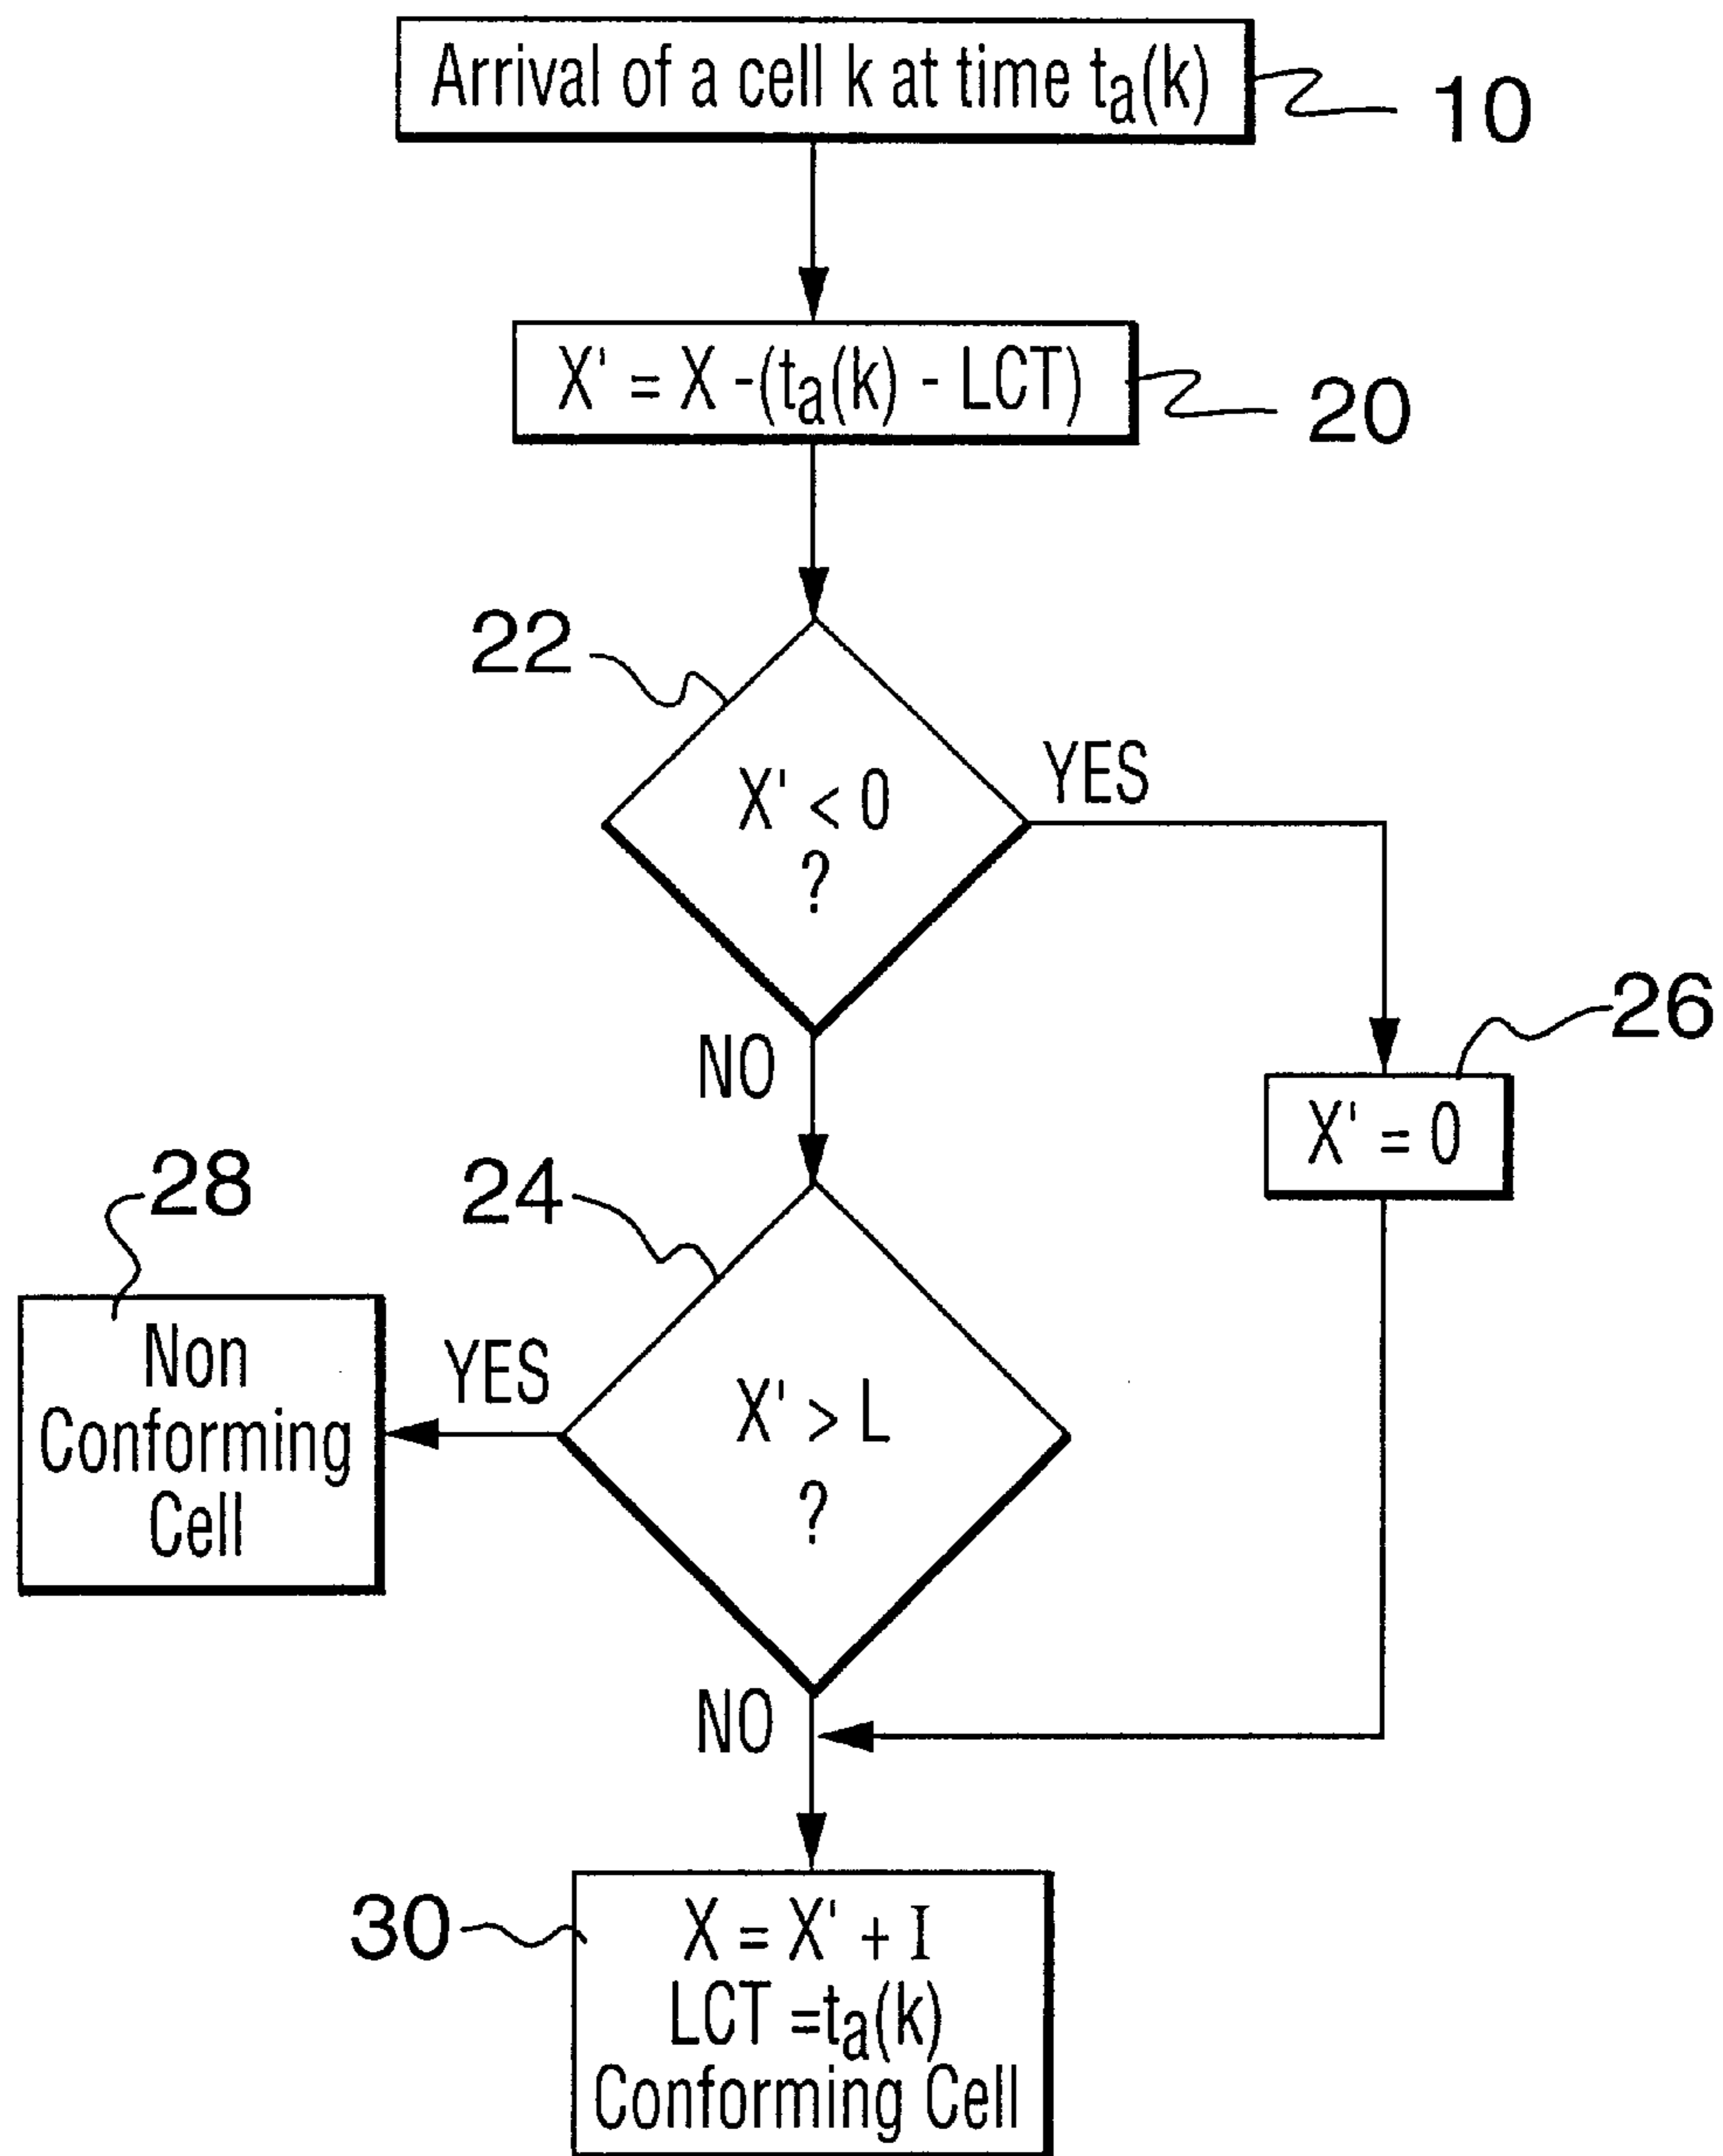 Arrival of a cell k at time ta(k)
10
X' = X -(ta(k) - LCT)
20
22
X' < 0
?
YES
NO
26
X' = 0
28
Non
Conforming
Cell
24
YES
X' > L
?
NO
30
X = X' + I
LCT =ta(k)
Conforming Cell